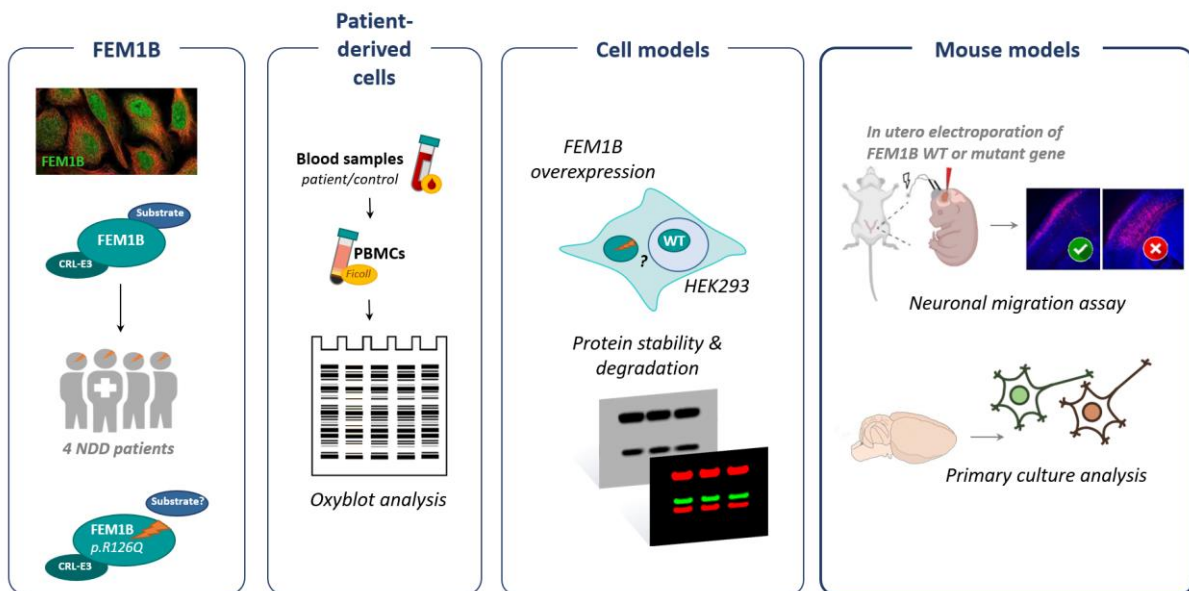 FEM1B
FEM1B
Substrate
FEM1B
CRL-E3
4 NDD patients
Substrate?
FEM1B
p.R126Q
CRL-E3
Patient-
derived
cells
Blood samples
patient/control
PBMCs
Ficoll
Oxyblot analysis
Cell models
FEM1B
overexpression
WT
?
HEK293
Protein stability &
degradation
Mouse models
In utero electroporation of
FEM1B WT or mutant gene
Neuronal migration assay
Primary culture analysis